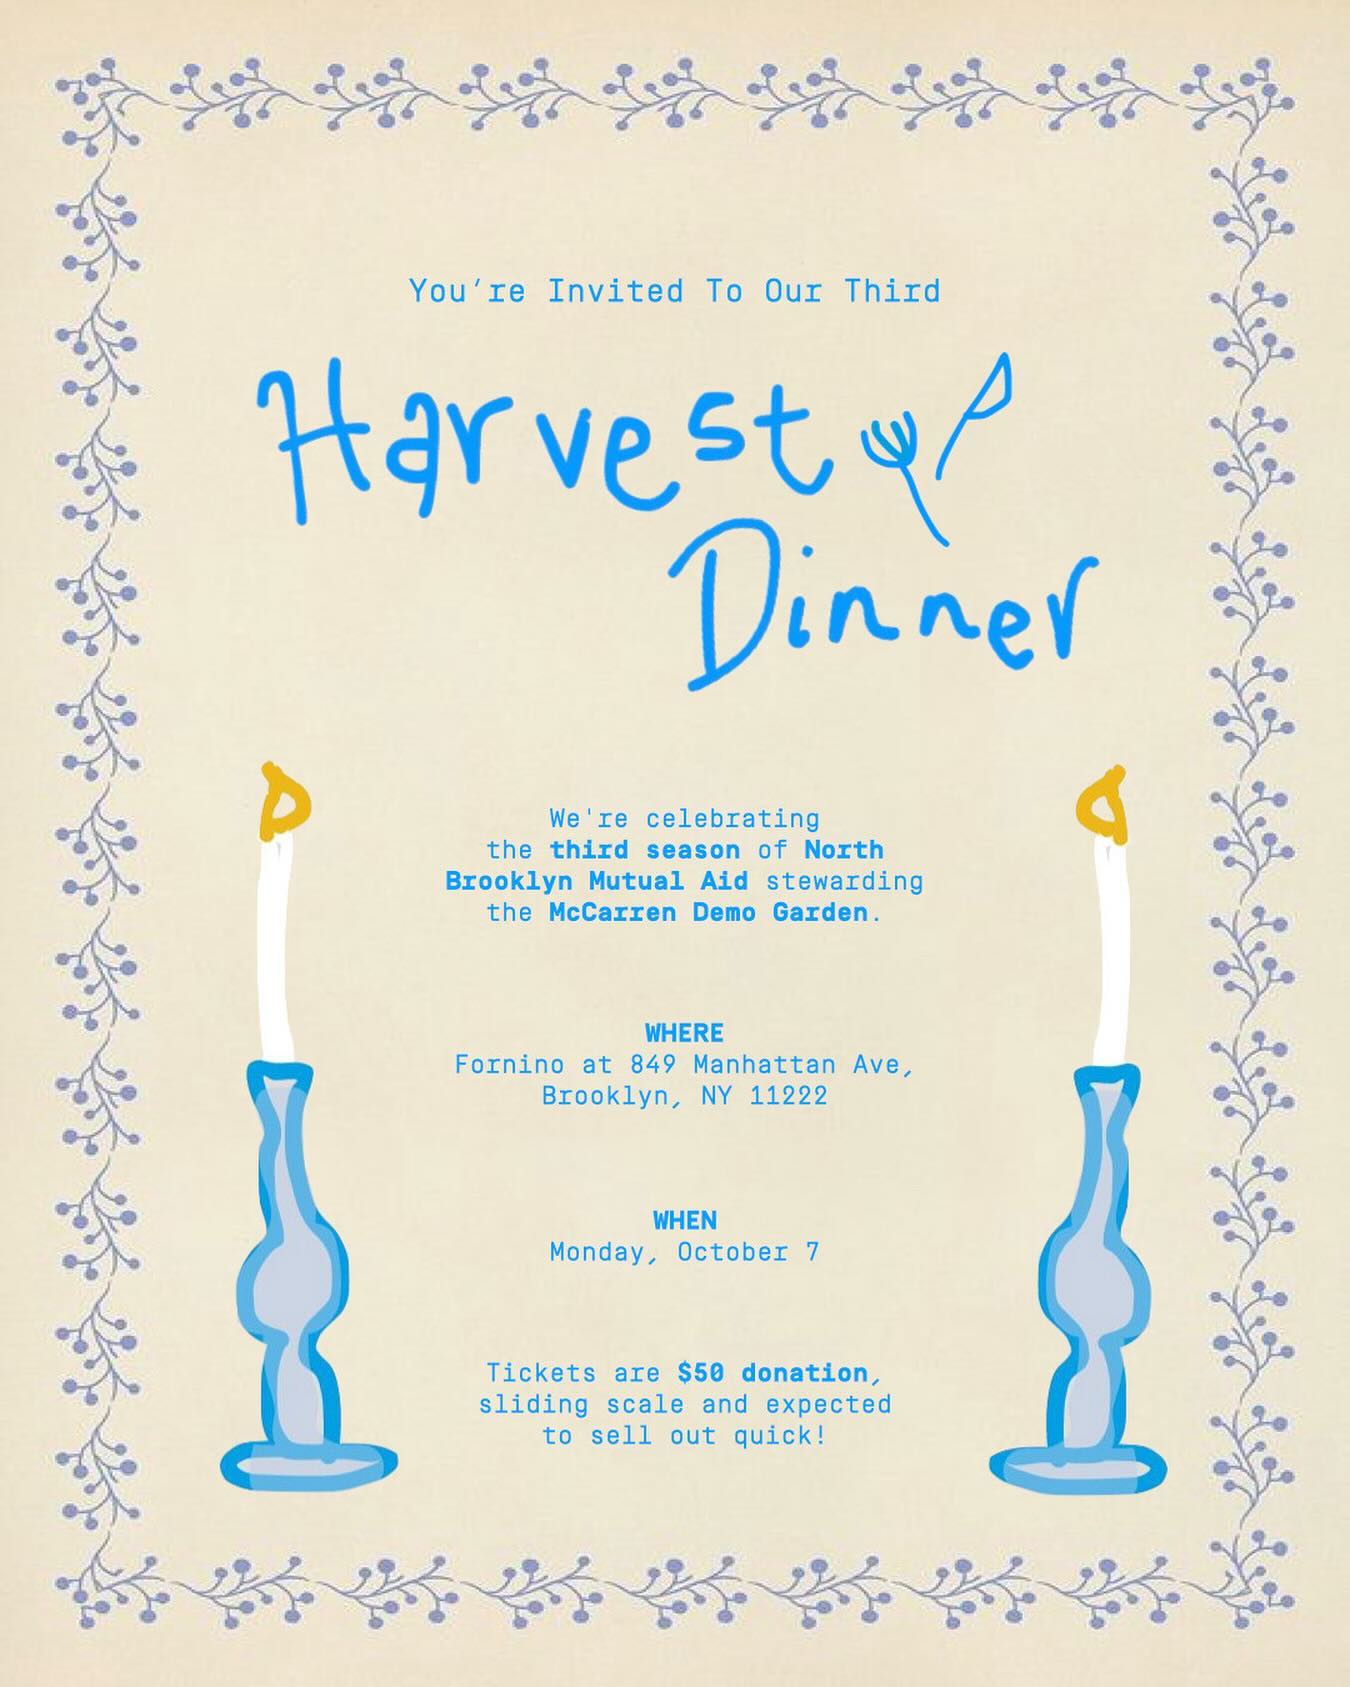 You’re Invited To Our Third
Harvest
Dinner
We're celebrating
the third season of North
Brooklyn Mutual Aid stewarding
the McCarren Demo Garden.
WHERE
Fornino at 849 Manhattan Ave,
Brooklyn, NY 11222
WHEN
Monday, October 7
Tickets are $50 donation,
sliding scale and expected
to sell out quick!